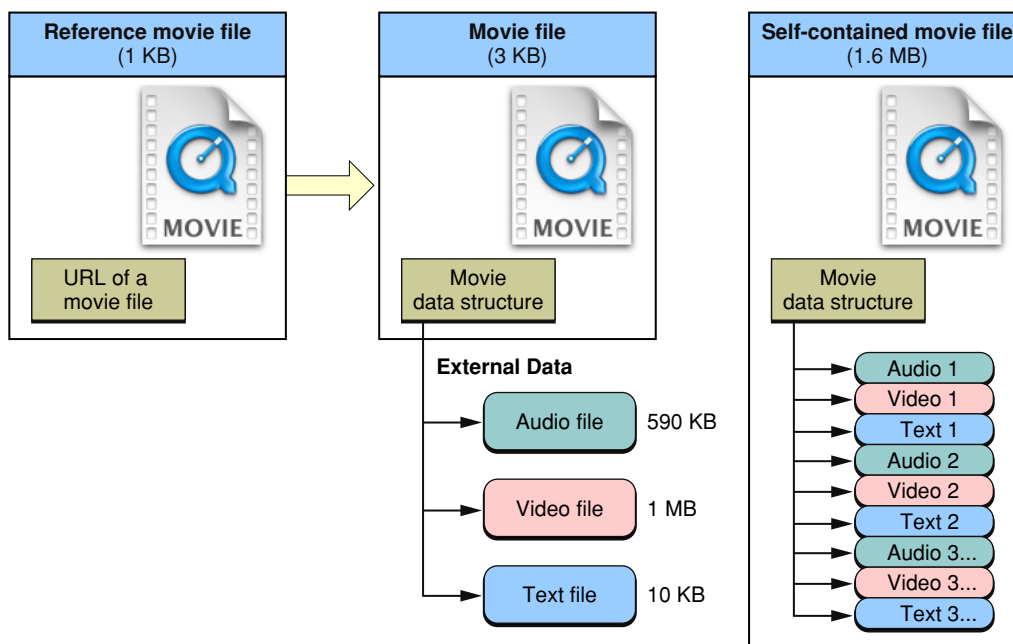 Reference movie file
(1 KB)
MOVIE
URL of a
movie file
Movie file
(3 KB)
MOVIE
Movie
data structure
External Data
Audio file
590 KB
Video file
1 MB
Text file
10 KB
Self-contained movie file
(1.6 MB)
MOVIE
Movie
data structure
Audio 1
Video 1
Text 1
Audio 2
Video 2
Text 2
Audio 3...
Video 3...
Text 3...